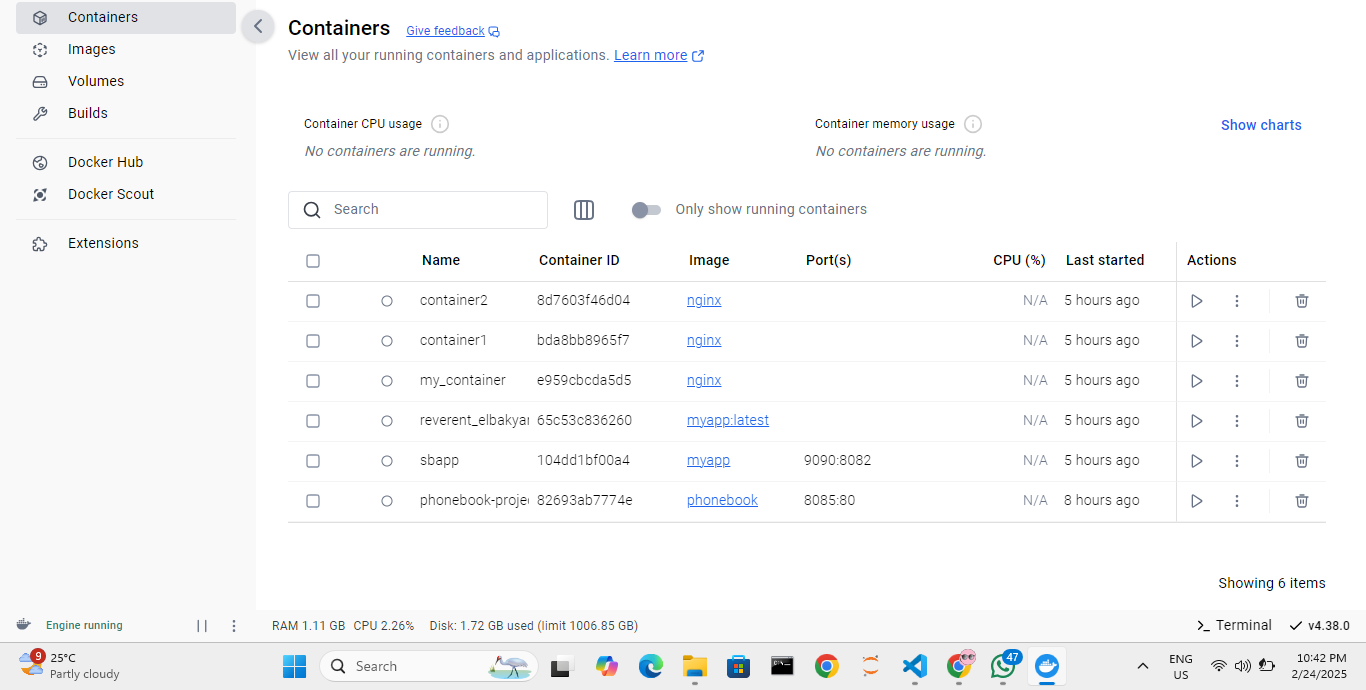 Containers
Images
Volumes
Builds
Docker Hub
Docker Scout
Extensions
Containers Give feedback
View all your running containers and applications. Learn more
Container CPU usage
No containers are running.
Container memory usage
No containers are running.
Show charts
Search
Only show running containers
Name Container ID Image Port(s) CPU (%) Last started Actions
container2 8d7603f46d04 nginx N/A 5 hours ago
container1 bda8bb8965f7 nginx N/A 5 hours ago
my_container e959cbcda5d5 nginx N/A 5 hours ago
reverent_elbakyan 65c53c836260 myapp:latest N/A 5 hours ago
sbapp 104dd1bf00a4 myapp 9090:8082 N/A 5 hours ago
phonebook-proje 82693ab7774e phonebook 8085:80 N/A 8 hours ago
Showing 6 items
Engine running RAM 1.11 GB CPU 2.26% Disk: 1.72 GB used (limit 1006.85 GB) Terminal v4.38.0
9
25°C
Partly cloudy
Search
47
ENG
US
10:42 PM
2/24/2025